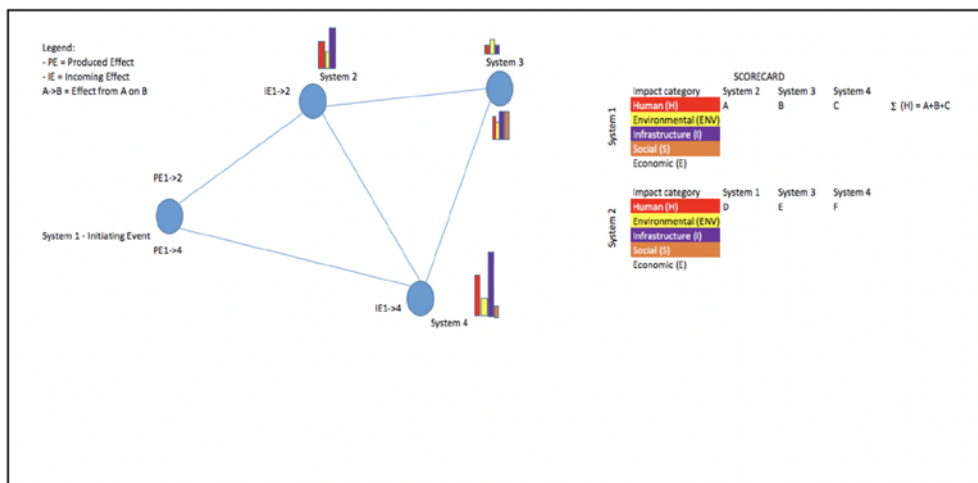 Legend:
- PE = Produced Effect
- IE = Incoming Effect
A->B = Effect from A on B
System 2
IE1->2
System 3
PE1->2
System 1 - Initiating Event
PE1->4
IE1->4
System 4
SCORECARD
Impact category System 2 System 3 System 4
Human (H) A B C Σ (H) = A+B+C
Environmental (ENV)
Infrastructure (I)
Social (S)
Economic (E)
System 1
Impact category System 1 System 3 System 4
Human (H) D E F
Environmental (ENV)
Infrastructure (I)
Social (S)
Economic (E)
System 2